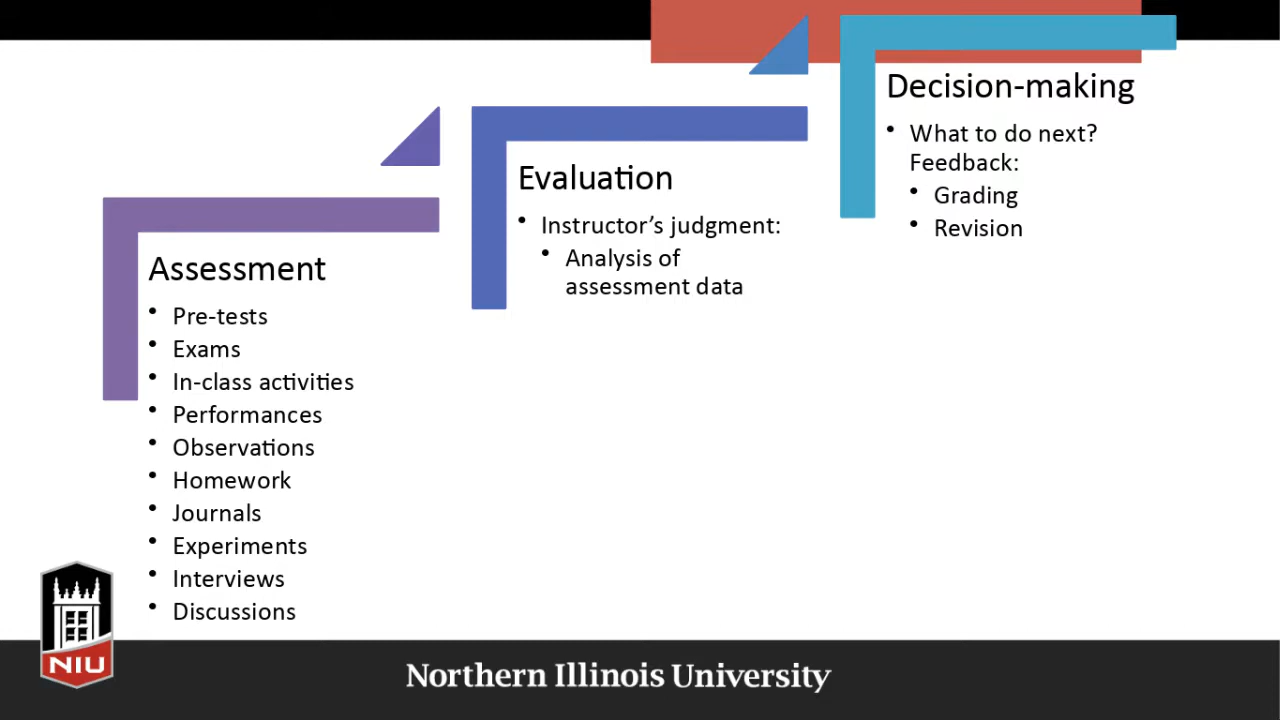 Assessment
• Pre-tests
• Exams
• In-class activities
• Performances
• Observations
• Homework
• Journals
• Experiments
• Interviews
• Discussions
Evaluation
• Instructor’s judgment:
• Analysis of
assessment data
Decision-making
• What to do next?
Feedback:
• Grading
• Revision
NIU
Northern Illinois University